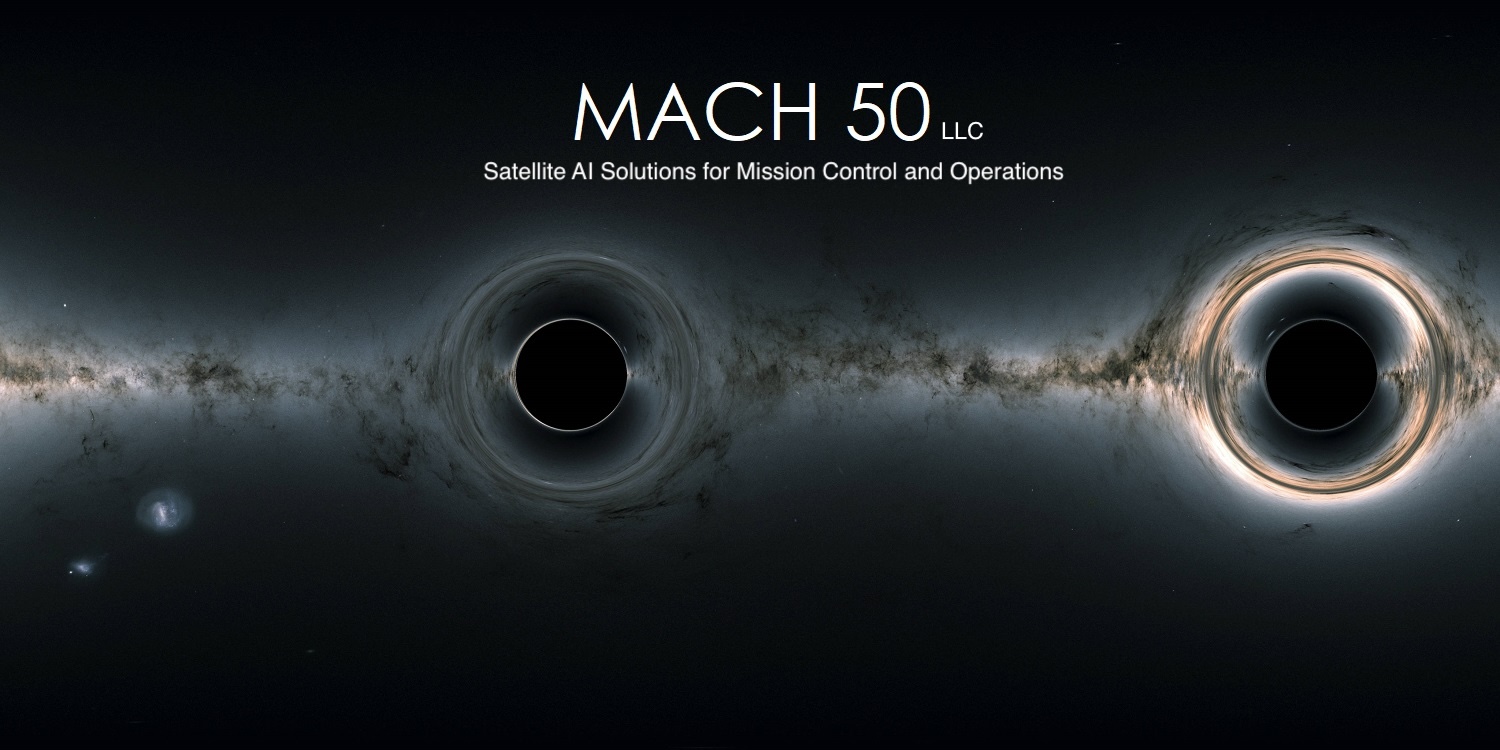 MACH 50 LLC
Satellite AI Solutions for Mission Control and Operations